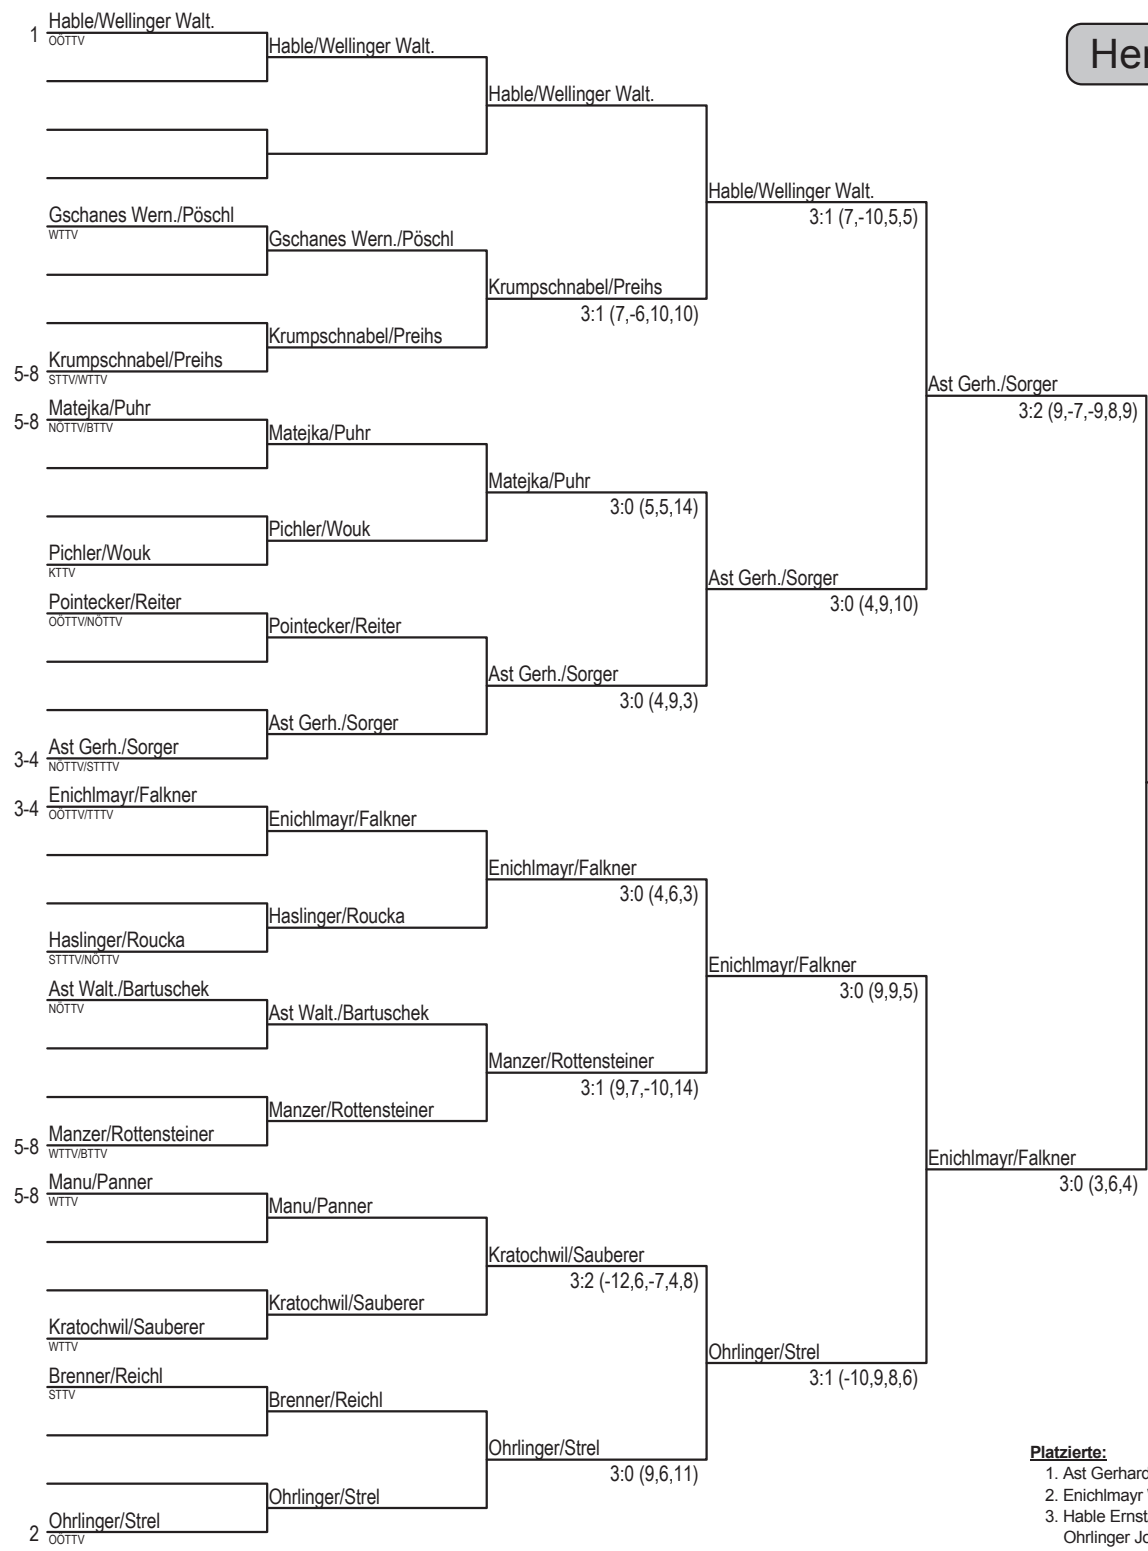 1 Hable/Wellinger Walt.
OÖTTV
Hable/Wellinger Walt.
Hable/Wellinger Walt.
Hable/Wellinger Walt.
3:1 (7,-10,5,5)
Gschanes Wern./Pöschl
WTTV
Gschanes Wern./Pöschl
Krumpschnabel/Preihs
3:1 (7,-6,10,10)
Krumpschnabel/Preihs
5-8 Krumpschnabel/Preihs
STTV/WTTV
Ast Gerh./Sorger
3:2 (9,-7,-9,8,9)
5-8 Matejka/Puhr
NÖTTV/BTTV
Matejka/Puhr
Matejka/Puhr
3:0 (5,5,14)
Pichler/Wouk
Pichler/Wouk
KTTV
Ast Gerh./Sorger
3:0 (4,9,10)
Pointecker/Reiter
OÖTTV/NÖTTV
Pointecker/Reiter
Ast Gerh./Sorger
3:0 (4,9,3)
Ast Gerh./Sorger
3-4 Ast Gerh./Sorger
NÖTTV/STTTV
3-4 Enichlmayr/Falkner
OÖTTV/TTTV
Enichlmayr/Falkner
Enichlmayr/Falkner
3:0 (4,6,3)
Haslinger/Roucka
Haslinger/Roucka
STTTV/NÖTTV
Enichlmayr/Falkner
3:0 (9,9,5)
Ast Walt./Bartuschek
NÖTTV
Ast Walt./Bartuschek
Manzer/Rottensteiner
3:1 (9,7,-10,14)
Manzer/Rottensteiner
5-8 Manzer/Rottensteiner
WTTV/BTTV
Enichlmayr/Falkner
3:0 (3,6,4)
5-8 Manu/Panner
WTTV
Manu/Panner
Kratochwil/Sauberer
3:2 (-12,6,-7,4,8)
Kratochwil/Sauberer
Kratochwil/Sauberer
WTTV
Ohrlinger/Strel
3:1 (-10,9,8,6)
Brenner/Reichl
STTV
Brenner/Reichl
Ohrlinger/Strel
3:0 (9,6,11)
Ohrlinger/Strel
2 Ohrlinger/Strel
OÖTTV
Platzierte:
1. Ast Gerhard
2. Enichlmayr
3. Hable Ernst
Ohrlinger